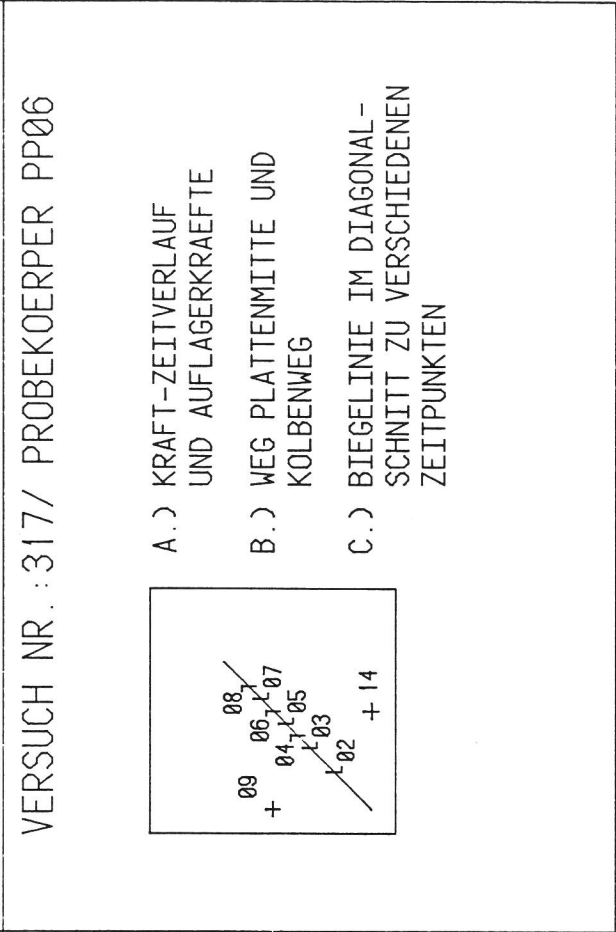 VERSUCH NR.:317/ PROBEKOERPER PP06
A.) KRAFT-ZEITVERLAUF
UND AUFLAGERKRAEFTE
B.) WEG PLATTENMITTE UND
KOLBENWEG
C.) BIEGELINIE IM DIAGONAL-
SCHNITT ZU VERSCHIEDENEN
ZEITPUNKTEN
09
08
07
06
05
04
03
02
14